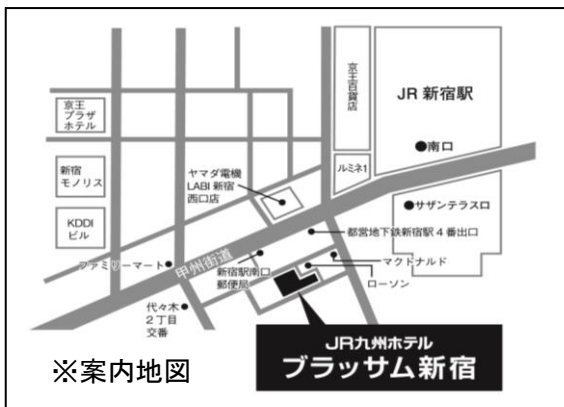 京王
プラザ
ホテル
新宿
モノリス
KDDI
ビル
ファミリーマート
代々木
2丁目
交番
ヤマダ電機
LABI新宿
西口店
甲州街道
新宿駅南口
郵便局
京王百貨店
ルミネ1
JR 新宿駅
南口
サザンテラス口
都営地下鉄新宿駅4番出口
マクドナルド
ローソン
JR九州ホテル
ブラッサム新宿
※案内地図